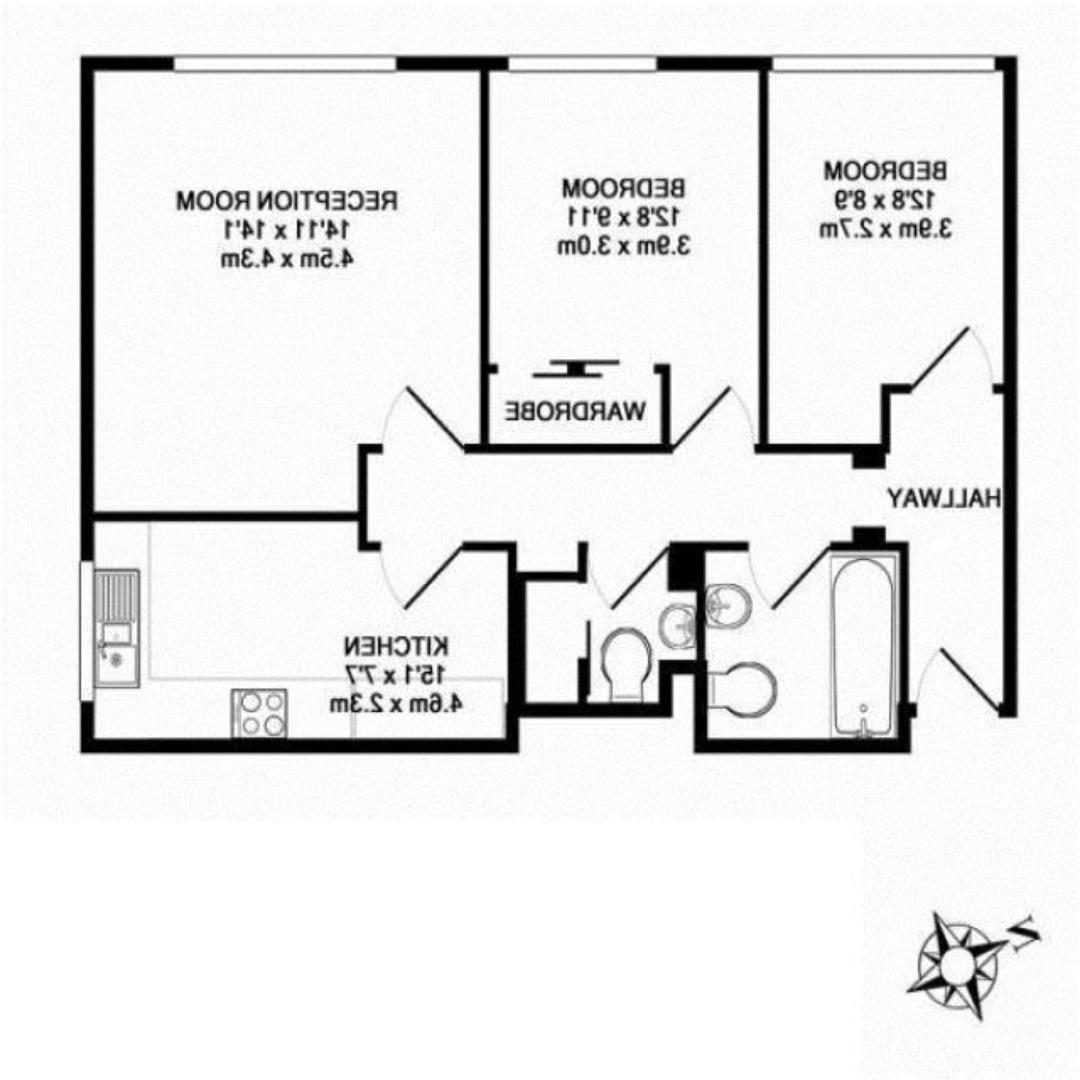 RECEPTION ROOM
14'11 x 14'1
4.5m x 4.3m
BEDROOM
12'8 x 9'11
3.9m x 3.0m
BEDROOM
12'8 x 8'9
3.9m x 2.7m
WARDROBE
HALLWAY
KITCHEN
15'1 x 7'7
4.6m x 2.3m
N